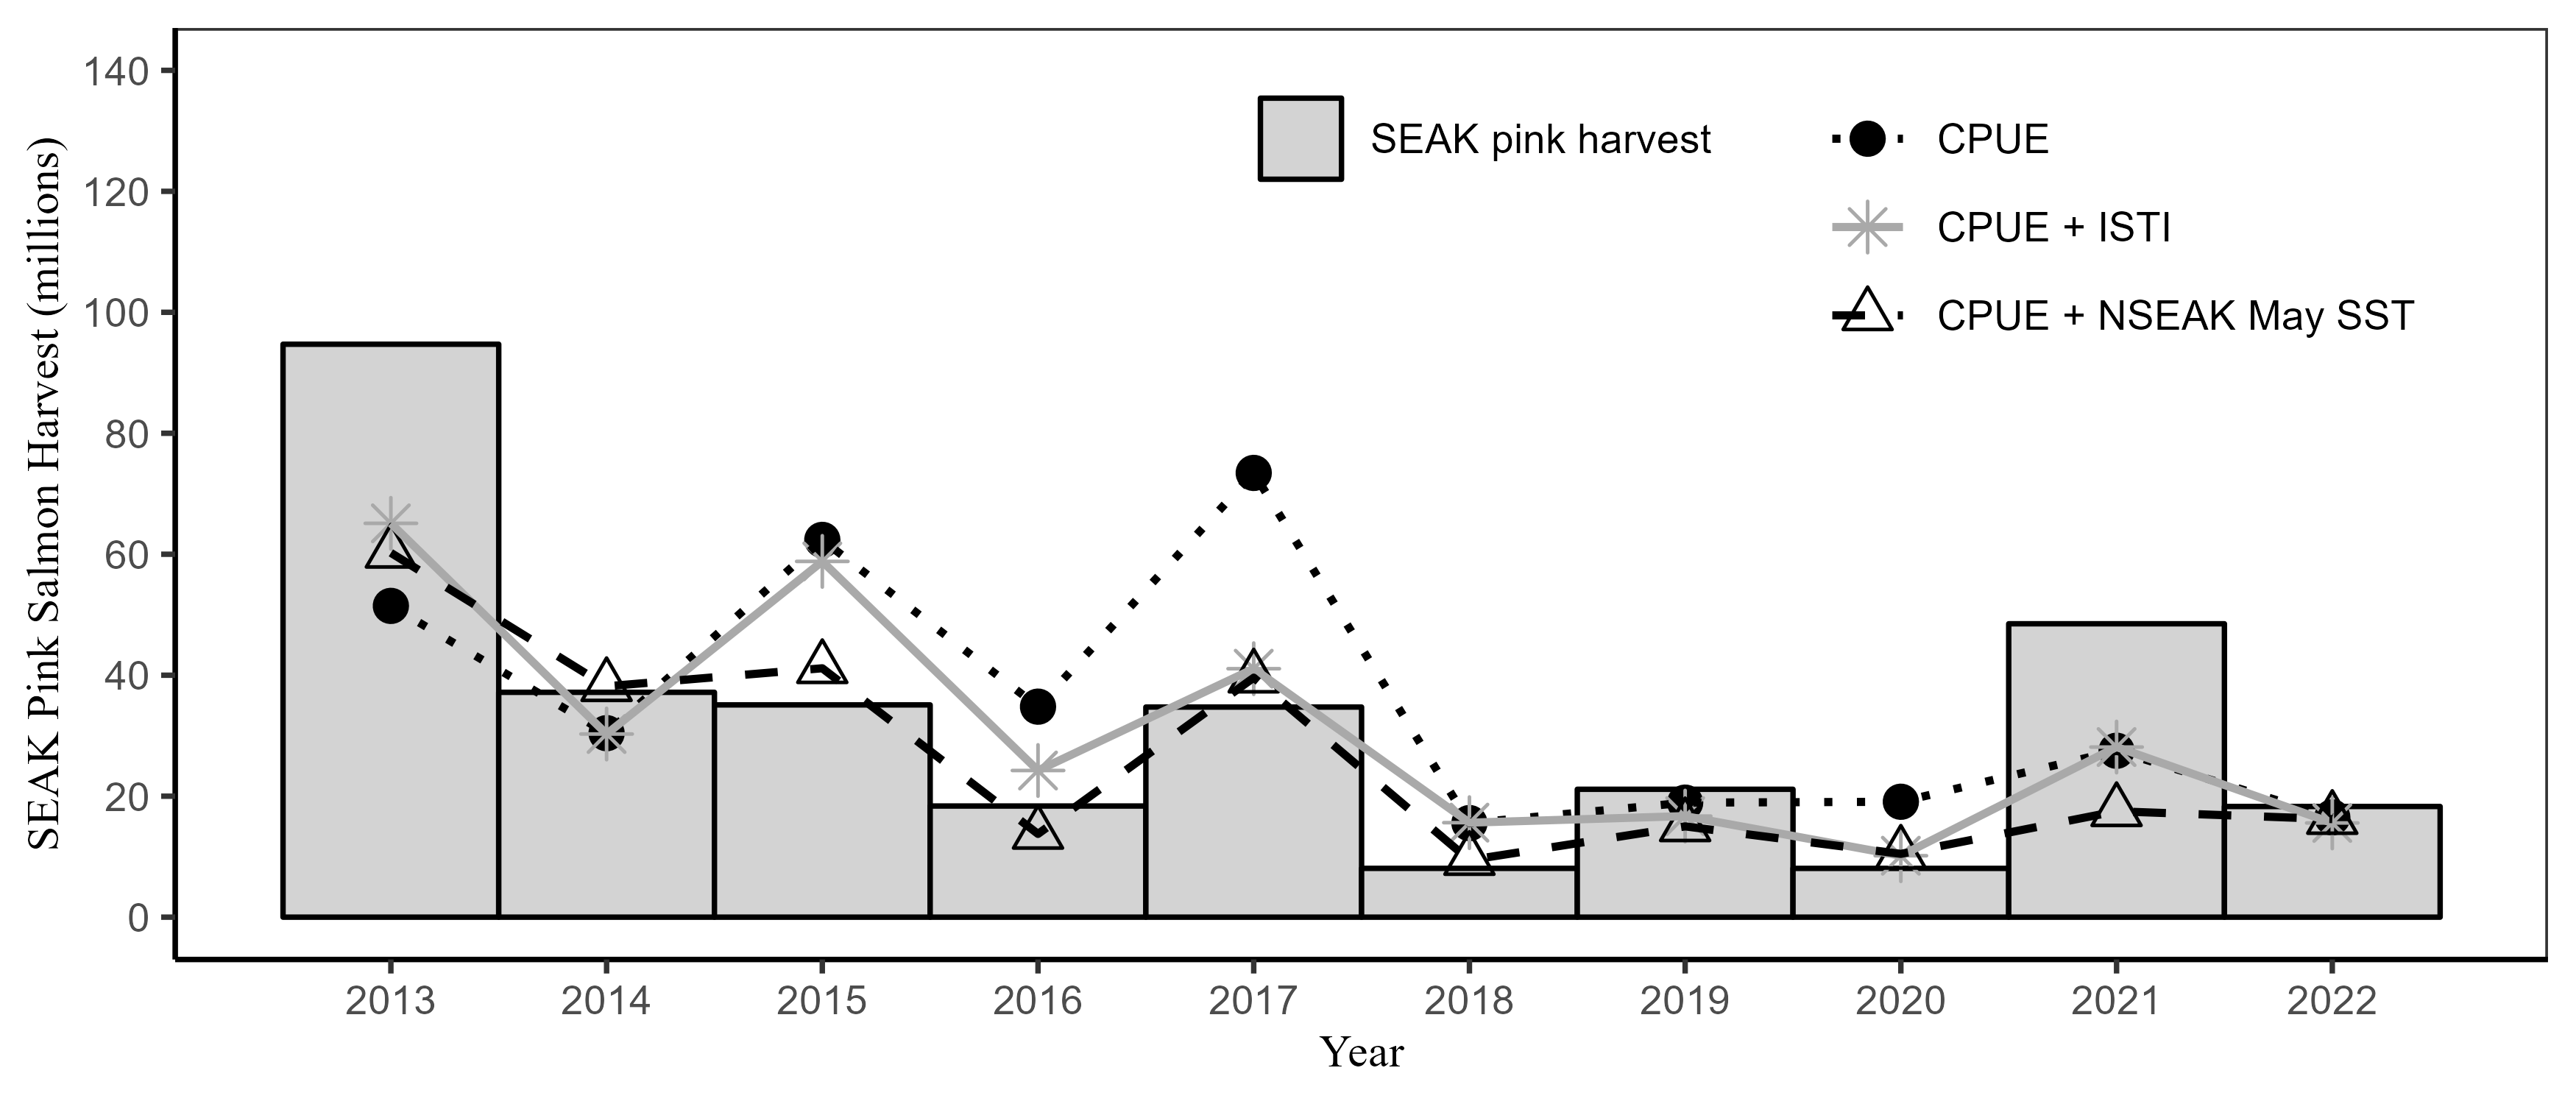 SEAK Pink Salmon Harvest (millions)
140
120
100
80
60
40
20
0
SEAK pink harvest
CPUE
CPUE + ISTI
CPUE + NSEAK May SST
2013 2014 2015 2016 2017 2018 2019 2020 2021 2022
Year